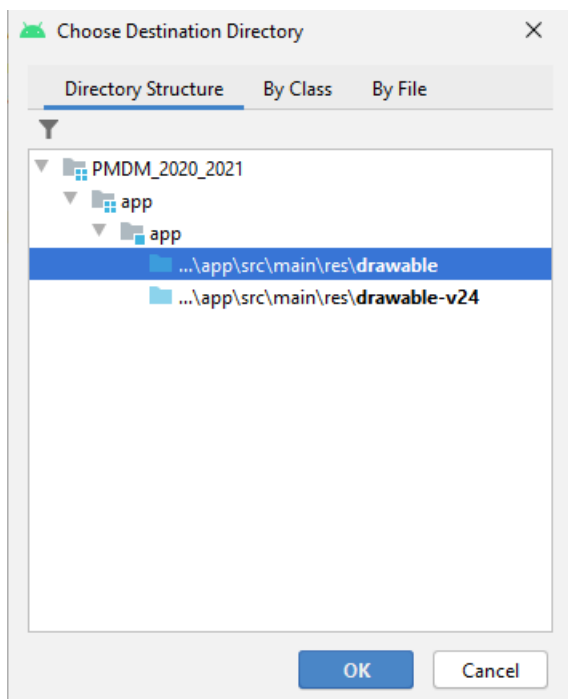 Choose Destination Directory
Directory Structure By Class By File
PMDM_2020_2021
app
app
...\app\src\main\res\drawable
...\app\src\main\res\drawable-v24
OK Cancel